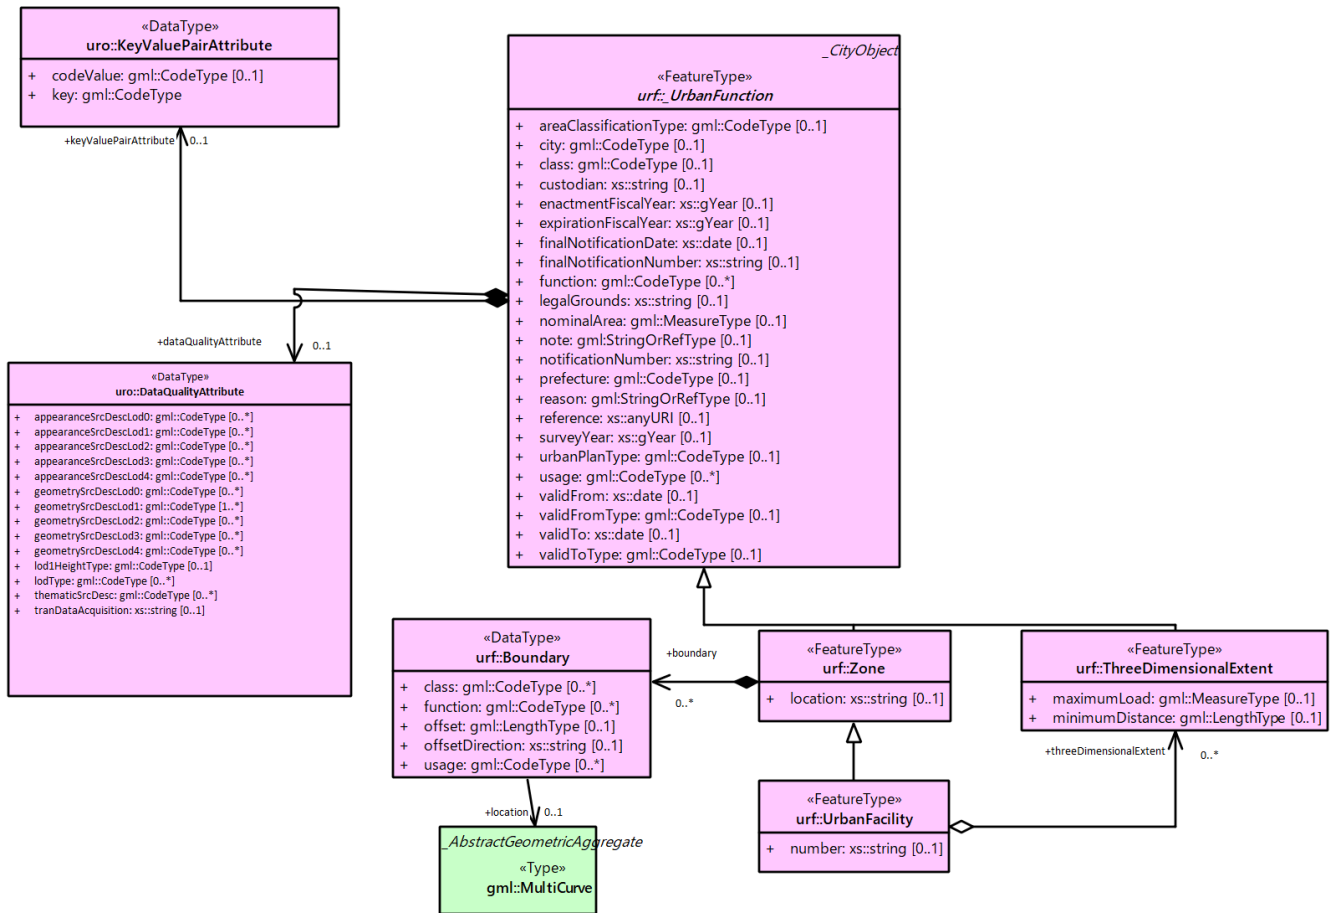 «DataType»
uro::KeyValuePairAttribute
+ codeValue: gml::CodeType [0..1]
+ key: gml::CodeType
+keyValuePairAttribute 0..1
_CityObject
«FeatureType»
urf::_UrbanFunction
+ areaClassificationType: gml::CodeType [0..1]
+ city: gml::CodeType [0..1]
+ class: gml::CodeType [0..1]
+ custodian: xs::string [0..1]
+ enactmentFiscalYear: xs::gYear [0..1]
+ expirationFiscalYear: xs::gYear [0..1]
+ finalNotificationDate: xs::date [0..1]
+ finalNotificationNumber: xs::string [0..1]
+ function: gml::CodeType [0..*]
+ legalGrounds: xs::string [0..1]
+ nominalArea: gml::MeasureType [0..1]
+ note: gml:StringOrRefType [0..1]
+ notificationNumber: xs::string [0..1]
+ prefecture: gml::CodeType [0..1]
+ reason: gml:StringOrRefType [0..1]
+ reference: xs::anyURI [0..1]
+ surveyYear: xs::gYear [0..1]
+ urbanPlanType: gml::CodeType [0..1]
+ usage: gml::CodeType [0..*]
+ validFrom: xs::date [0..1]
+ validFromType: gml::CodeType [0..1]
+ validTo: xs::date [0..1]
+ validToType: gml::CodeType [0..1]
+dataQualityAttribute 0..1
«DataType»
uro::DataQualityAttribute
+ appearanceSrcDescLod0: gml::CodeType [0..*]
+ appearanceSrcDescLod1: gml::CodeType [0..*]
+ appearanceSrcDescLod2: gml::CodeType [0..*]
+ appearanceSrcDescLod3: gml::CodeType [0..*]
+ appearanceSrcDescLod4: gml::CodeType [0..*]
+ geometrySrcDescLod0: gml::CodeType [0..*]
+ geometrySrcDescLod1: gml::CodeType [1..*]
+ geometrySrcDescLod2: gml::CodeType [0..*]
+ geometrySrcDescLod3: gml::CodeType [0..*]
+ geometrySrcDescLod4: gml::CodeType [0..*]
+ lod1HeightType: gml::CodeType [0..1]
+ lodType: gml::CodeType [0..*]
+ thematicSrcDesc: gml::CodeType [0..*]
+ tranDataAcquisition: xs::string [0..1]
«DataType»
urf::Boundary
+ class: gml::CodeType [0..*]
+ function: gml::CodeType [0..*]
+ offset: gml::LengthType [0..1]
+ offsetDirection: xs::string [0..1]
+ usage: gml::CodeType [0..*]
+boundary
0..*
«FeatureType»
urf::Zone
+ location: xs::string [0..1]
«FeatureType»
urf::ThreeDimensionalExtent
+ maximumLoad: gml::MeasureType [0..1]
+ minimumDistance: gml::LengthType [0..1]
+threeDimensionalExtent 0..*
«FeatureType»
urf::UrbanFacility
+ number: xs::string [0..1]
+location 0..1
_AbstractGeometricAggregate
«Type»
gml::MultiCurve